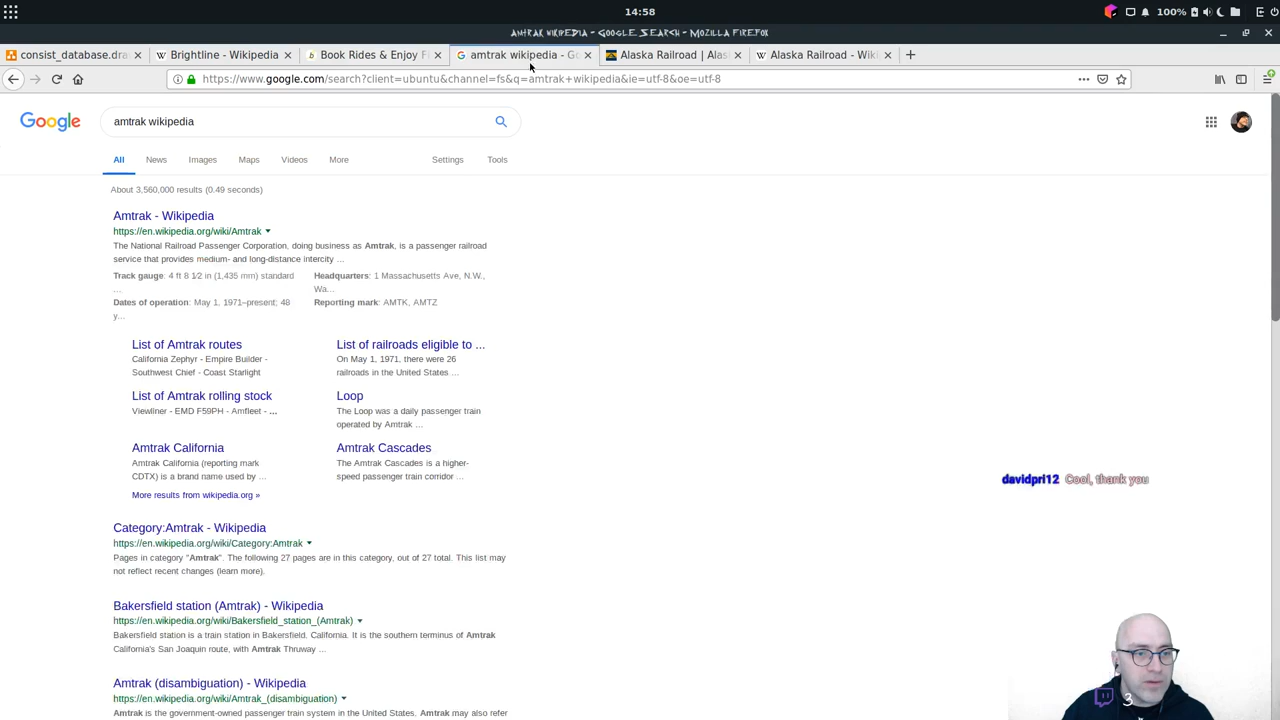 14:58
100%
amtrak wikipedia - Google Search - Mozilla Firefox
consist_database.dra
Brightline - Wikipedia
Book Rides & Enjoy F
amtrak wikipedia - Go
Alaska Railroad | Alas
Alaska Railroad - Wiki
https://www.google.com/search?client=ubuntu&channel=fs&q=amtrak+wikipedia&ie=utf-8&oe=utf-8
Google
amtrak wikipedia
All News Images Maps Videos More Settings Tools
About 3,560,000 results (0.49 seconds)
Amtrak - Wikipedia
https://en.wikipedia.org/wiki/Amtrak
The National Railroad Passenger Corporation, doing business as Amtrak, is a passenger railroad
service that provides medium- and long-distance intercity ...
Track gauge: 4 ft 8 1⁄2 in (1,435 mm) standard
...
Headquarters: 1 Massachusetts Ave, N.W.,
Wa...
Dates of operation: May 1, 1971–present; 48
y...
Reporting mark: AMTK, AMTZ
List of Amtrak routes
California Zephyr - Empire Builder -
Southwest Chief - Coast Starlight
List of railroads eligible to ...
On May 1, 1971, there were 26
railroads in the United States ...
List of Amtrak rolling stock
Viewliner - EMD F59PH - Amfleet - ...
Loop
The Loop was a daily passenger train
operated by Amtrak ...
Amtrak California
Amtrak California (reporting mark
CDTX) is a brand name used by ...
Amtrak Cascades
The Amtrak Cascades is a higher-
speed passenger train corridor ...
More results from wikipedia.org »
Category:Amtrak - Wikipedia
https://en.wikipedia.org/wiki/Category:Amtrak
Pages in category "Amtrak". The following 27 pages are in this category, out of 27 total. This list may
not reflect recent changes (learn more).
Bakersfield station (Amtrak) - Wikipedia
https://en.wikipedia.org/wiki/Bakersfield_station_(Amtrak)
Bakersfield station is a train station in Bakersfield, California. It is the southern terminus of Amtrak
California's San Joaquin route, with Amtrak Thruway ...
Amtrak (disambiguation) - Wikipedia
https://en.wikipedia.org/wiki/Amtrak_(disambiguation)
Amtrak is the government-owned passenger train system in the United States. Amtrak may also refer
davidpri12 Cool, thank you
3